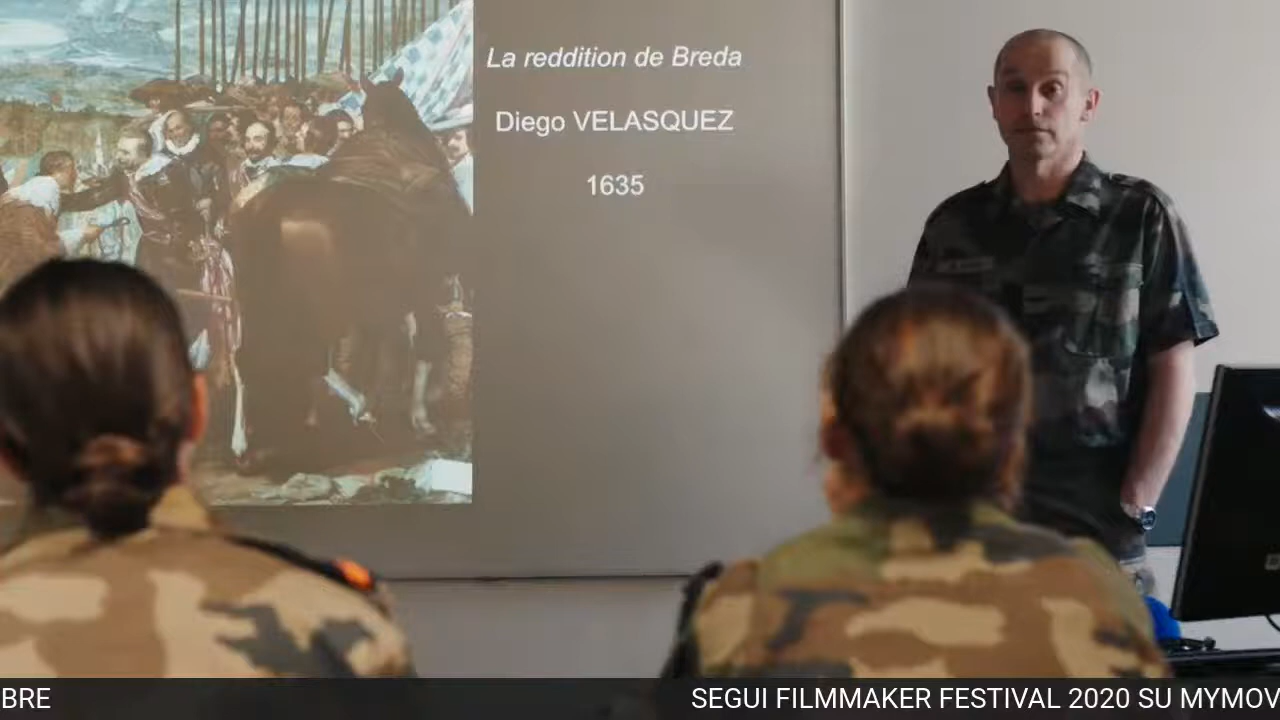 La reddition de Breda
Diego VELASQUEZ
1635
BRE SEGUI FILMMAKER FESTIVAL 2020 SU MYMOV